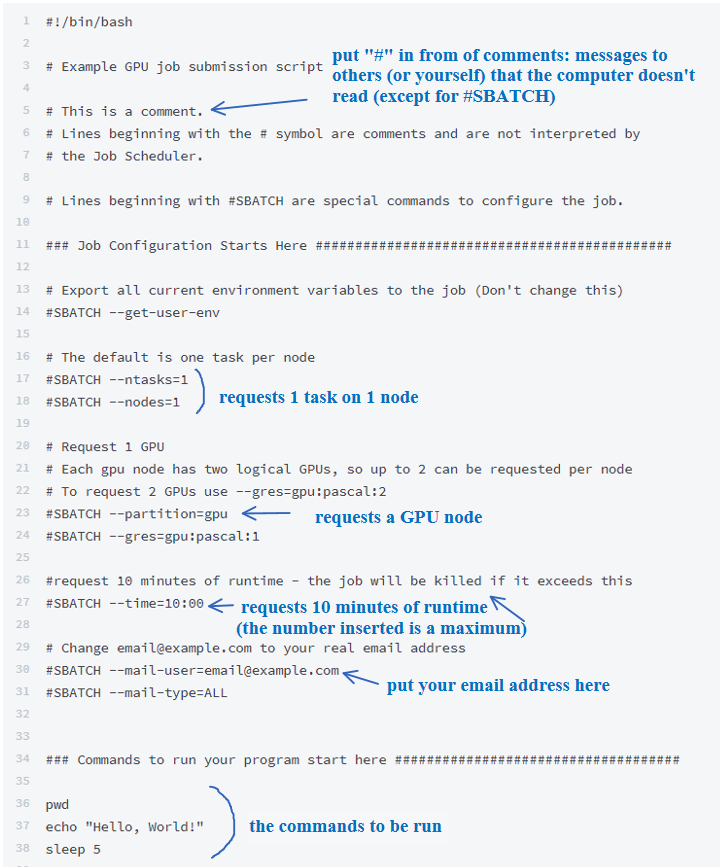 1 #!/bin/bash
2
3 # Example GPU job submission script
put "#" in from of comments: messages to
others (or yourself) that the computer doesn't
read (except for #SBATCH)
4
5 # This is a comment.
6 # Lines beginning with the # symbol are comments and are not interpreted by
7 # the Job Scheduler.
8
9 # Lines beginning with #SBATCH are special commands to configure the job.
10
11 ### Job Configuration Starts Here #############################################
12
13 # Export all current environment variables to the job (Don't change this)
14 #SBATCH --get-user-env
15
16 # The default is one task per node
17 #SBATCH --ntasks=1
18 #SBATCH --nodes=1
requests 1 task on 1 node
19
20 # Request 1 GPU
21 # Each gpu node has two logical GPUs, so up to 2 can be requested per node
22 # To request 2 GPUs use --gres=gpu:pascal:2
23 #SBATCH --partition=gpu
requests a GPU node
24 #SBATCH --gres=gpu:pascal:1
25
26 #request 10 minutes of runtime - the job will be killed if it exceeds this
27 #SBATCH --time=10:00
requests 10 minutes of runtime
(the number inserted is a maximum)
28
29 # Change email@example.com to your real email address
30 #SBATCH --mail-user=email@example.com
put your email address here
31 #SBATCH --mail-type=ALL
32
33
34 ### Commands to run your program start here ####################################
35
36 pwd
37 echo "Hello, World!"
the commands to be run
38 sleep 5